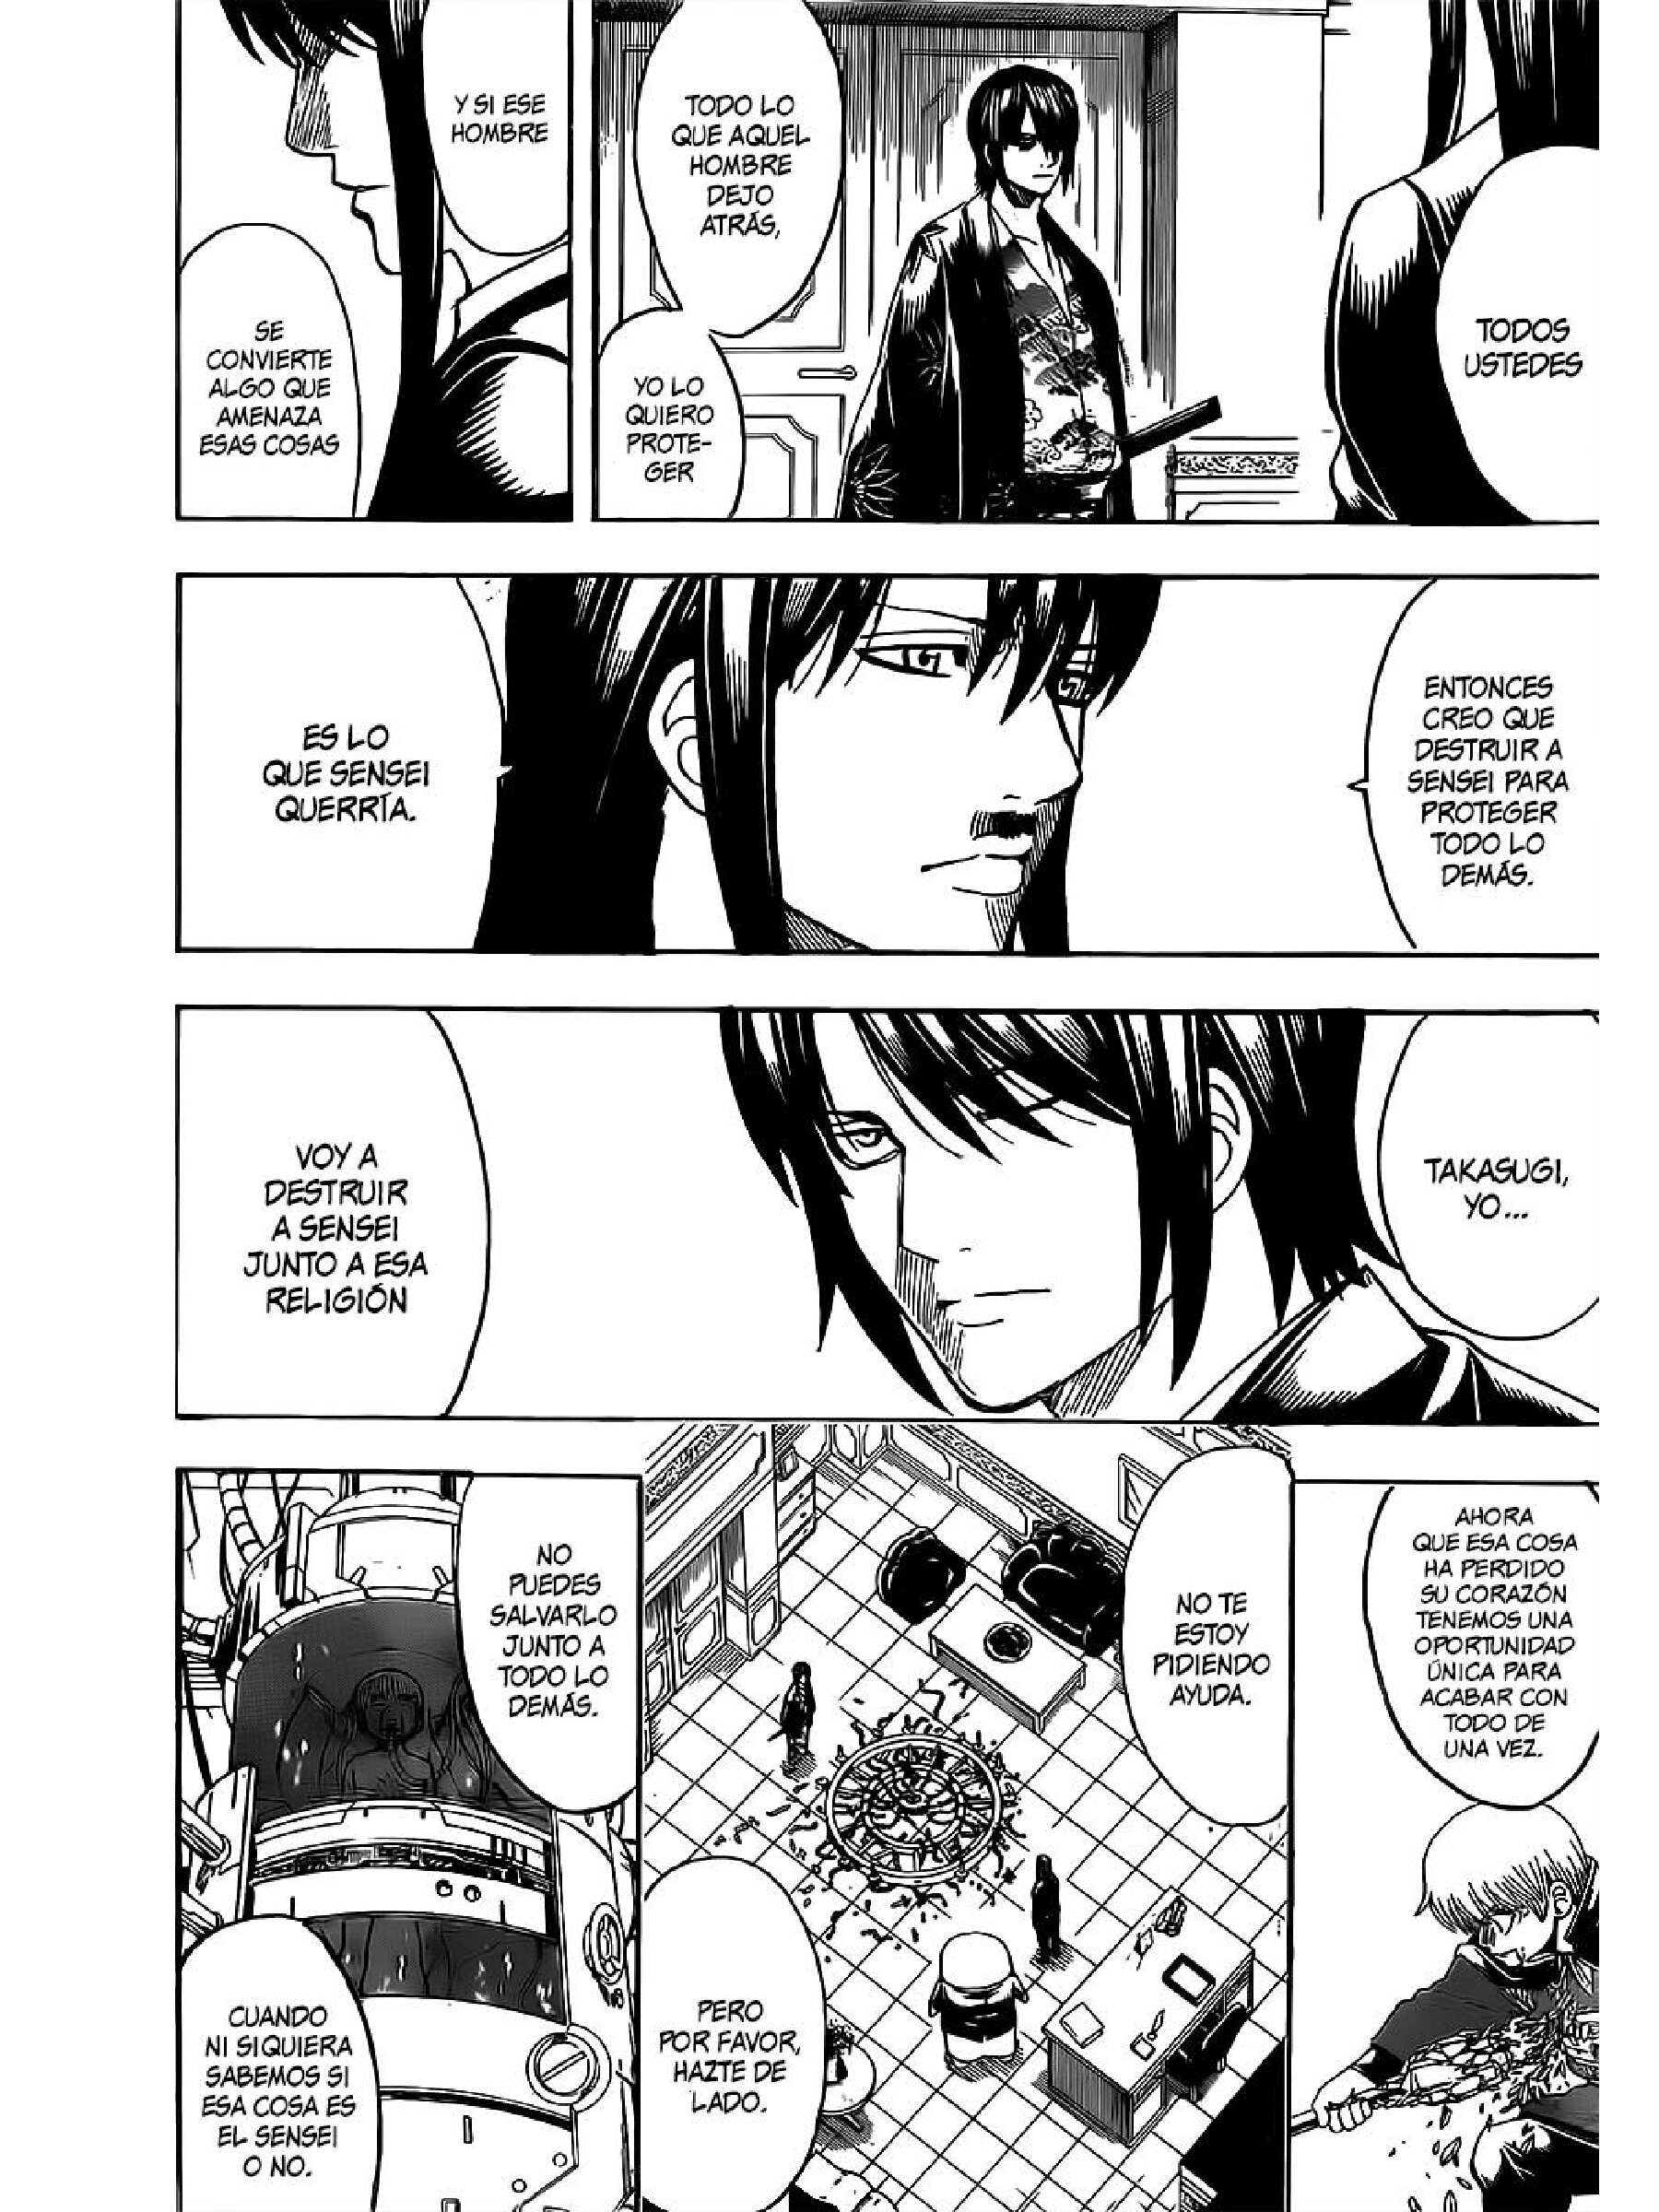 TODOS
USTEDES
TODO LO
QUE AQUEL
HOMBRE
DEJO
ATRÁS,
YO LO
QUIERO
PROTE-
GER
Y SI ESE
HOMBRE
SE
CONVIERTE
ALGO QUE
AMENAZA
ESAS COSAS
ENTONCES
CREO QUE
DESTRUIR A
SENSEI PARA
PROTEGER
TODO LO
DEMÁS.
ES LO
QUE SENSEI
QUERRÍA.
TAKASUGI,
YO...
VOY A
DESTRUIR
A SENSEI
JUNTO A ESA
RELIGIÓN
AHORA
QUE ESA COSA
HA PERDIDO
SU CORAZÓN
TENEMOS UNA
OPORTUNIDAD
ÚNICA PARA
ACABAR CON
TODO DE
UNA VEZ.
NO TE
ESTOY
PIDIENDO
AYUDA.
PERO
POR FAVOR,
HAZTE DE
LADO.
NO
PUEDES
SALVARLO
JUNTO A
TODO LO
DEMÁS.
CUANDO
NI SIQUIERA
SABEMOS SI
ESA COSA ES
EL SENSEI
O NO.